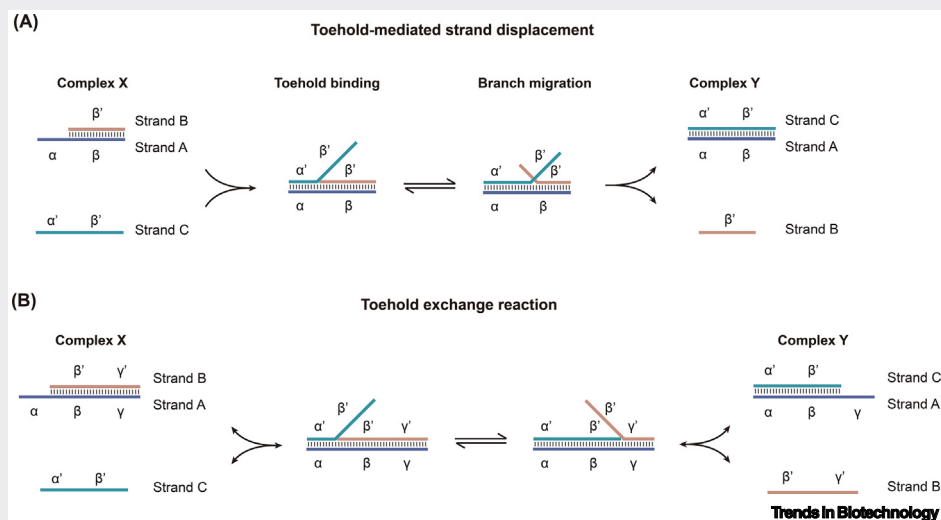 (A)
Toehold-mediated strand displacement
Complex X
Toehold binding
Branch migration
Complex Y
β’
Strand B
Strand A
α β
α’ β’
Strand C
β’
α’ β’
α β
β’
α’ β’
α β
α’ β’
Strand C
Strand A
α β
β’
Strand B
(B)
Toehold exchange reaction
Complex X
Complex Y
β’ γ’
Strand B
Strand A
α β γ
α’ β’
Strand C
β’
α’ β’ γ’
α β γ
β’
α’ β’ γ’
α β γ
α’ β’
Strand C
Strand A
α β γ
β’ γ’
Strand B
Trends in Biotechnology